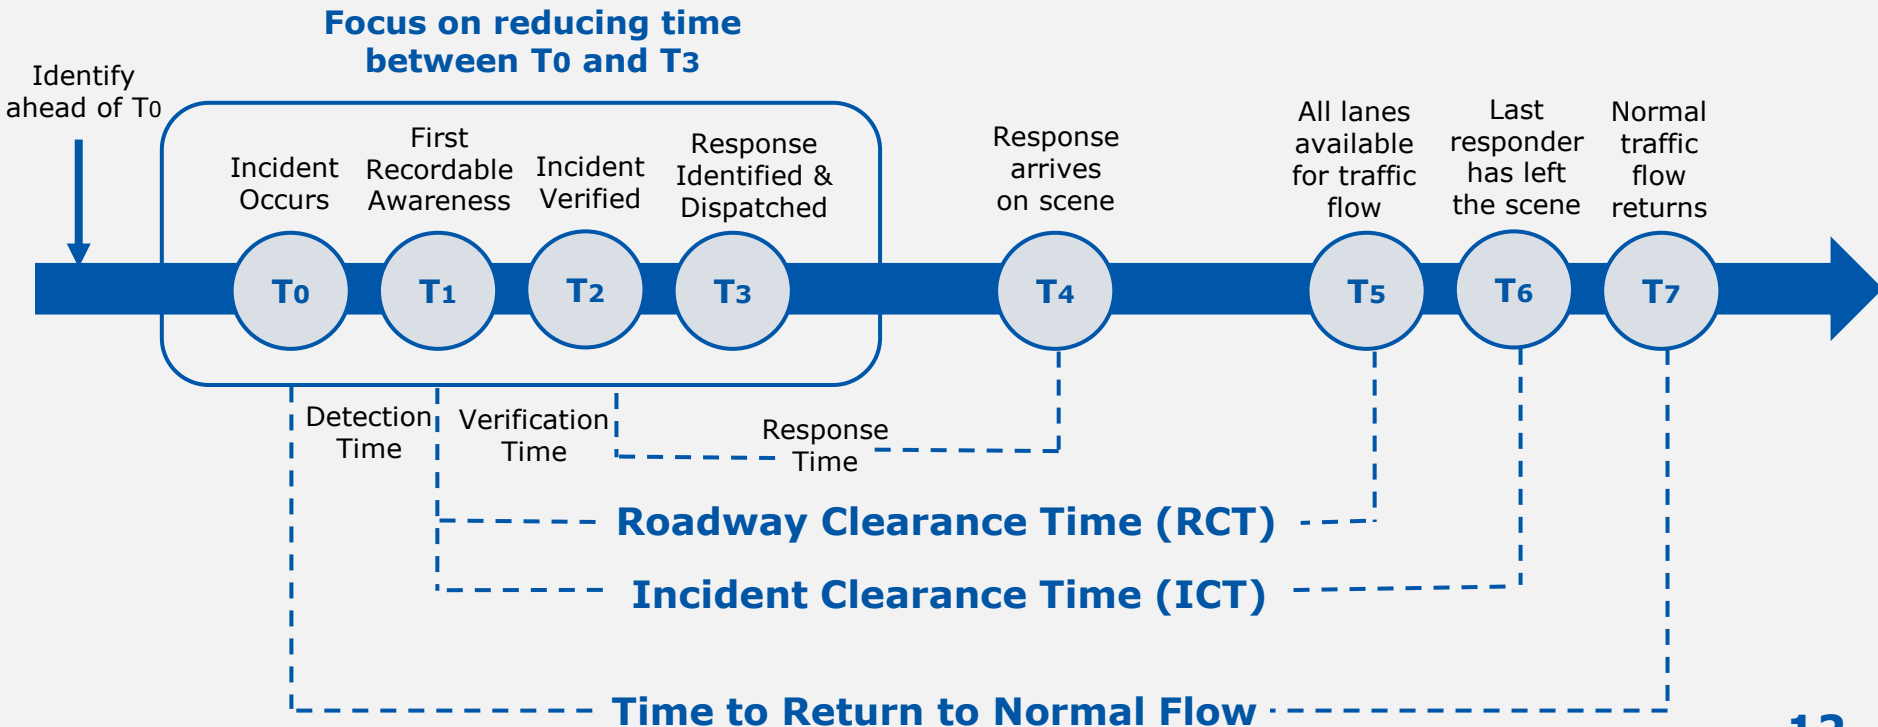 Focus on reducing time
between T0 and T3
Identify
ahead of T0
Incident
Occurs
First
Recordable
Awareness
Incident
Verified
Response
Identified &
Dispatched
Response
arrives
on scene
All lanes
available
for traffic
flow
Last
responder
has left
the scene
Normal
traffic
flow
returns
T0
T1
T2
T3
T4
T5
T6
T7
Detection
Time
Verification
Time
Response
Time
Roadway Clearance Time (RCT)
Incident Clearance Time (ICT)
Time to Return to Normal Flow